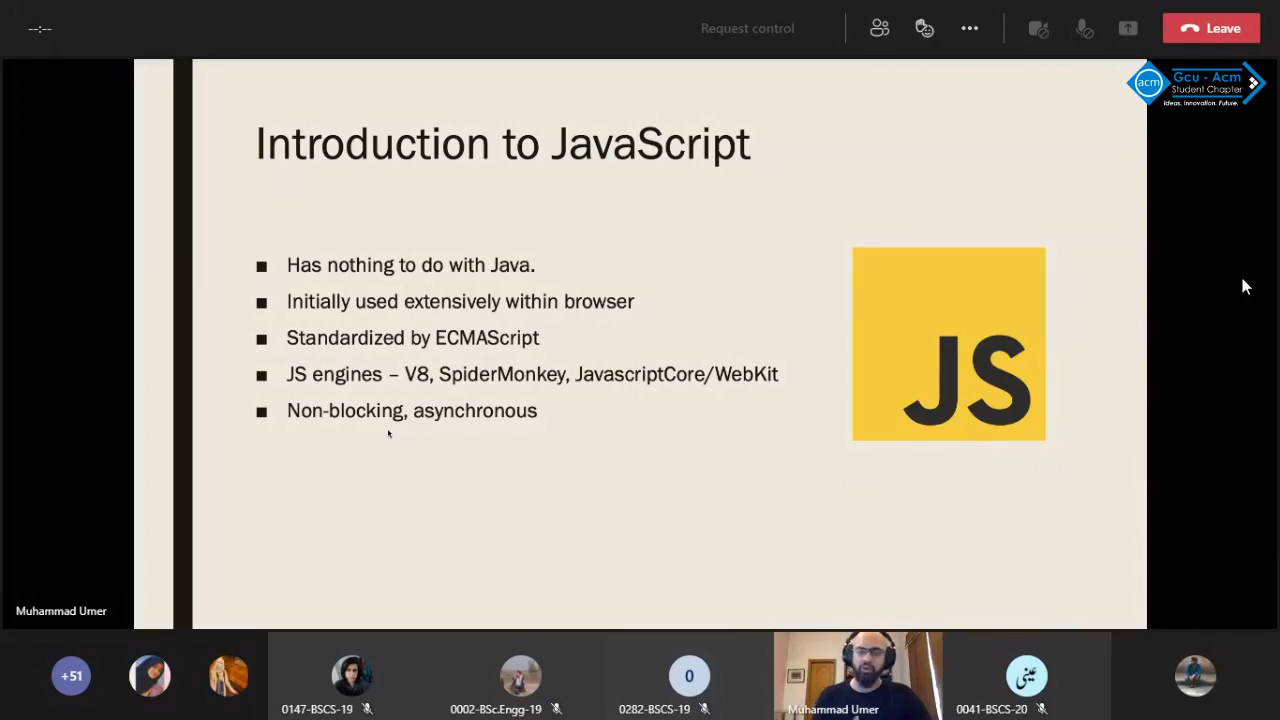 --:--
Request control
Leave
acm
Gcu - Acm
Student Chapter
Ideas. Innovation. Future.
Introduction to JavaScript
Has nothing to do with Java.
Initially used extensively within browser
Standardized by ECMAScript
JS engines – V8, SpiderMonkey, JavascriptCore/WebKit
Non-blocking, asynchronous
JS
Muhammad Umer
+51
0147-BSCS-19
0002-BSc.Engg-19
0
0282-BSCS-19
Muhammad Umer
عینی
0041-BSCS-20